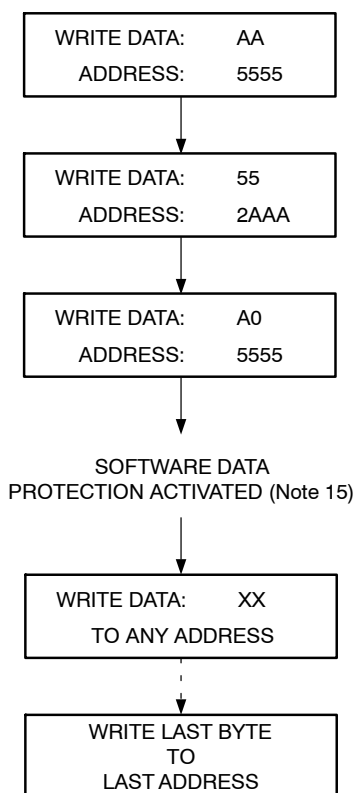 WRITE DATA: AA
ADDRESS: 5555
WRITE DATA: 55
ADDRESS: 2AAA
WRITE DATA: A0
ADDRESS: 5555
SOFTWARE DATA
PROTECTION ACTIVATED (Note 15)
WRITE DATA: XX
TO ANY ADDRESS
WRITE LAST BYTE
TO
LAST ADDRESS